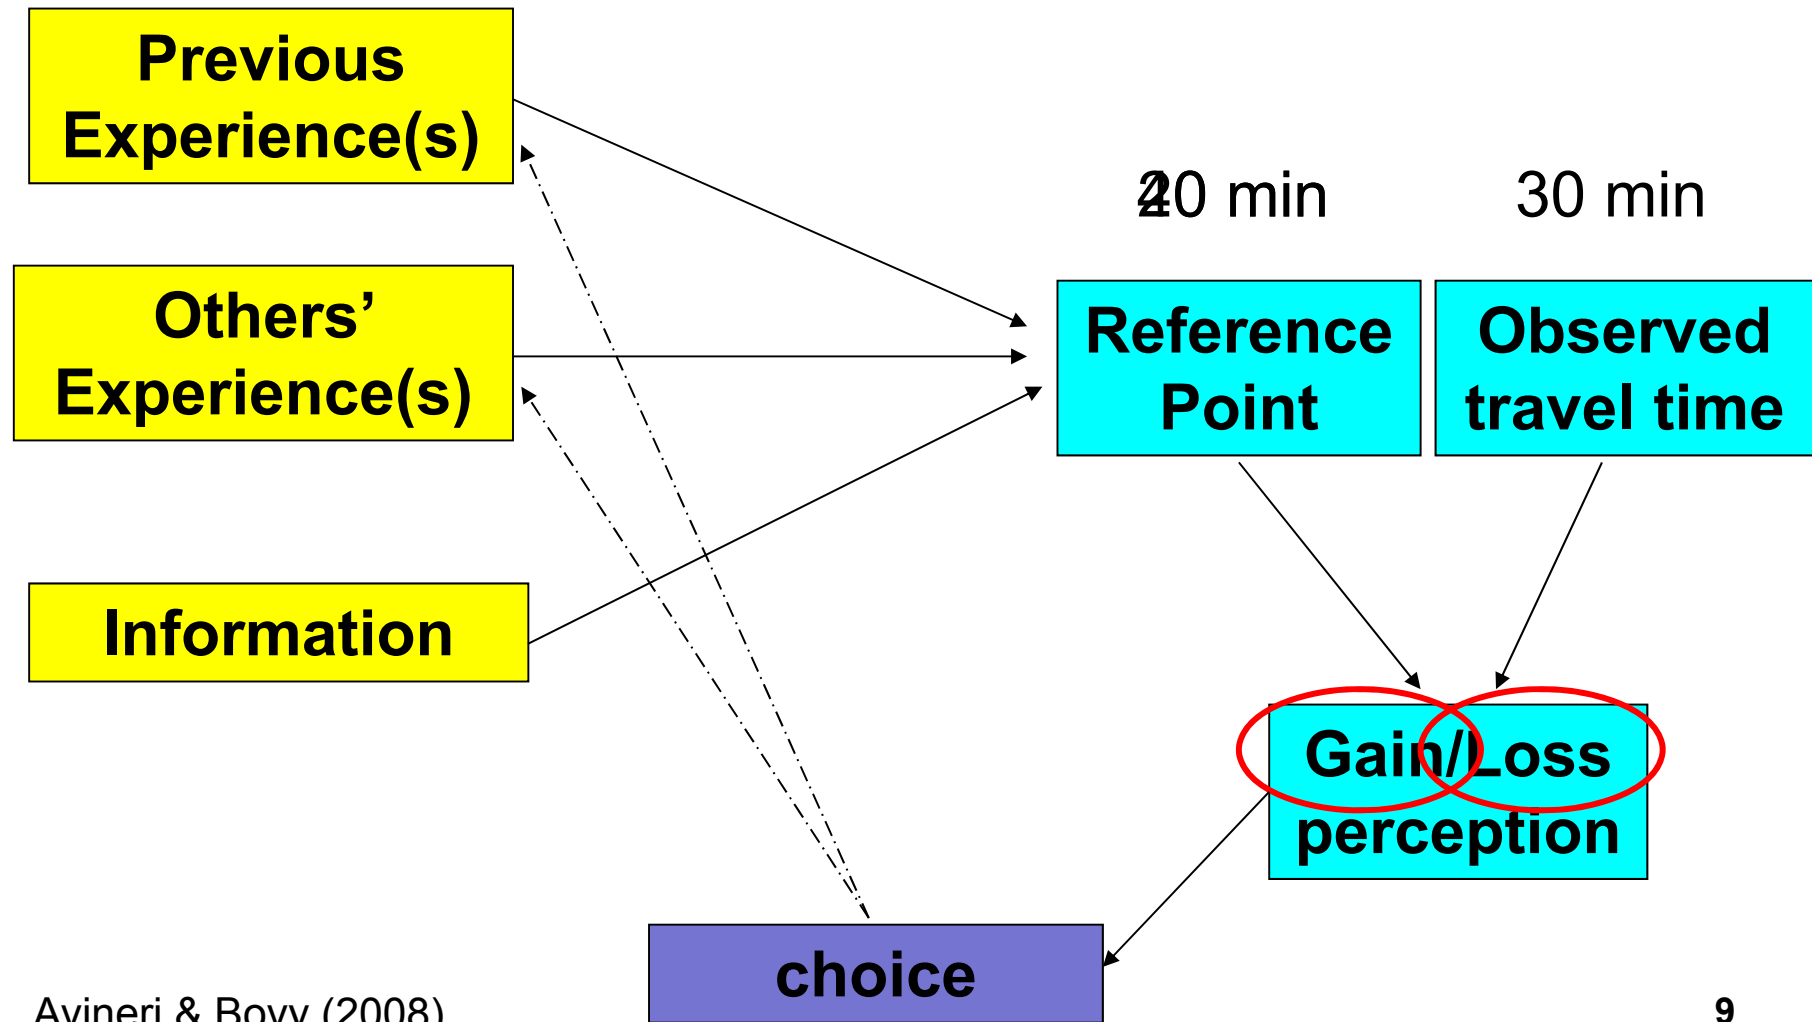 Previous
Experience(s)
0 min
30 min
Others’
Experience(s)
Reference
Point
Observed
travel time
Information
Gain/Loss
perception
choice
Avineri & Bovy (2008)
9